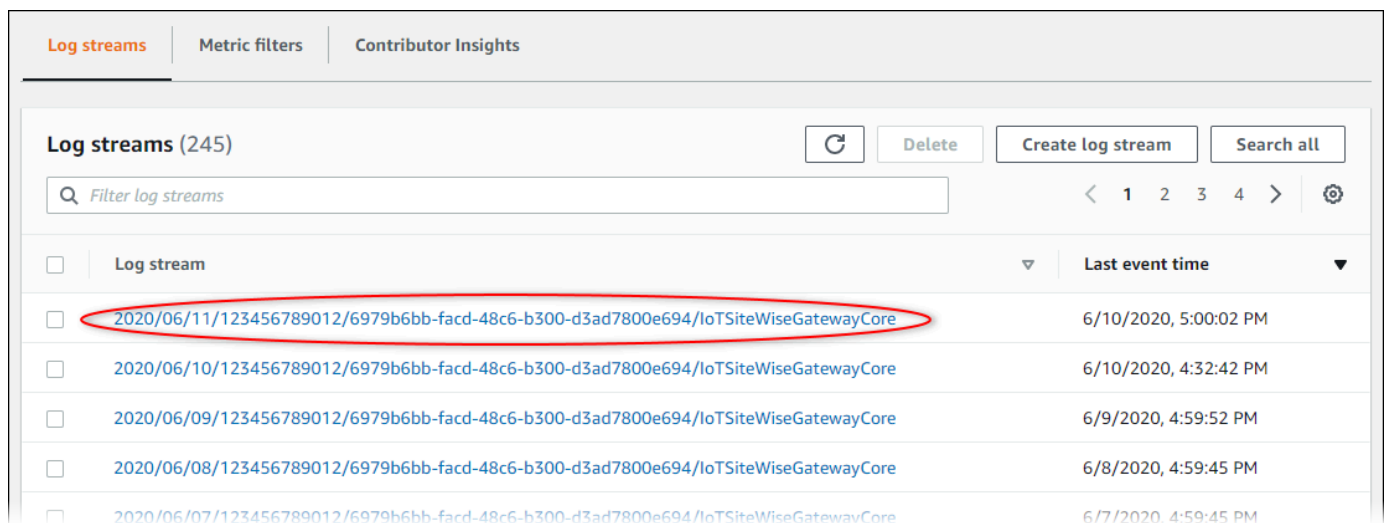 Log streams Metric filters Contributor Insights
Log streams (245) Delete Create log stream Search all
Filter log streams 1 2 3 4
Log stream Last event time
2020/06/11/123456789012/6979b6bb-facd-48c6-b300-d3ad7800e694/IoTSiteWiseGatewayCore 6/10/2020, 5:00:02 PM
2020/06/10/123456789012/6979b6bb-facd-48c6-b300-d3ad7800e694/IoTSiteWiseGatewayCore 6/10/2020, 4:32:42 PM
2020/06/09/123456789012/6979b6bb-facd-48c6-b300-d3ad7800e694/IoTSiteWiseGatewayCore 6/9/2020, 4:59:52 PM
2020/06/08/123456789012/6979b6bb-facd-48c6-b300-d3ad7800e694/IoTSiteWiseGatewayCore 6/8/2020, 4:59:45 PM
2020/06/07/123456789012/6979b6bb-facd-48c6-b300-d3ad7800e694/IoTSiteWiseGatewayCore 6/7/2020, 4:59:45 PM